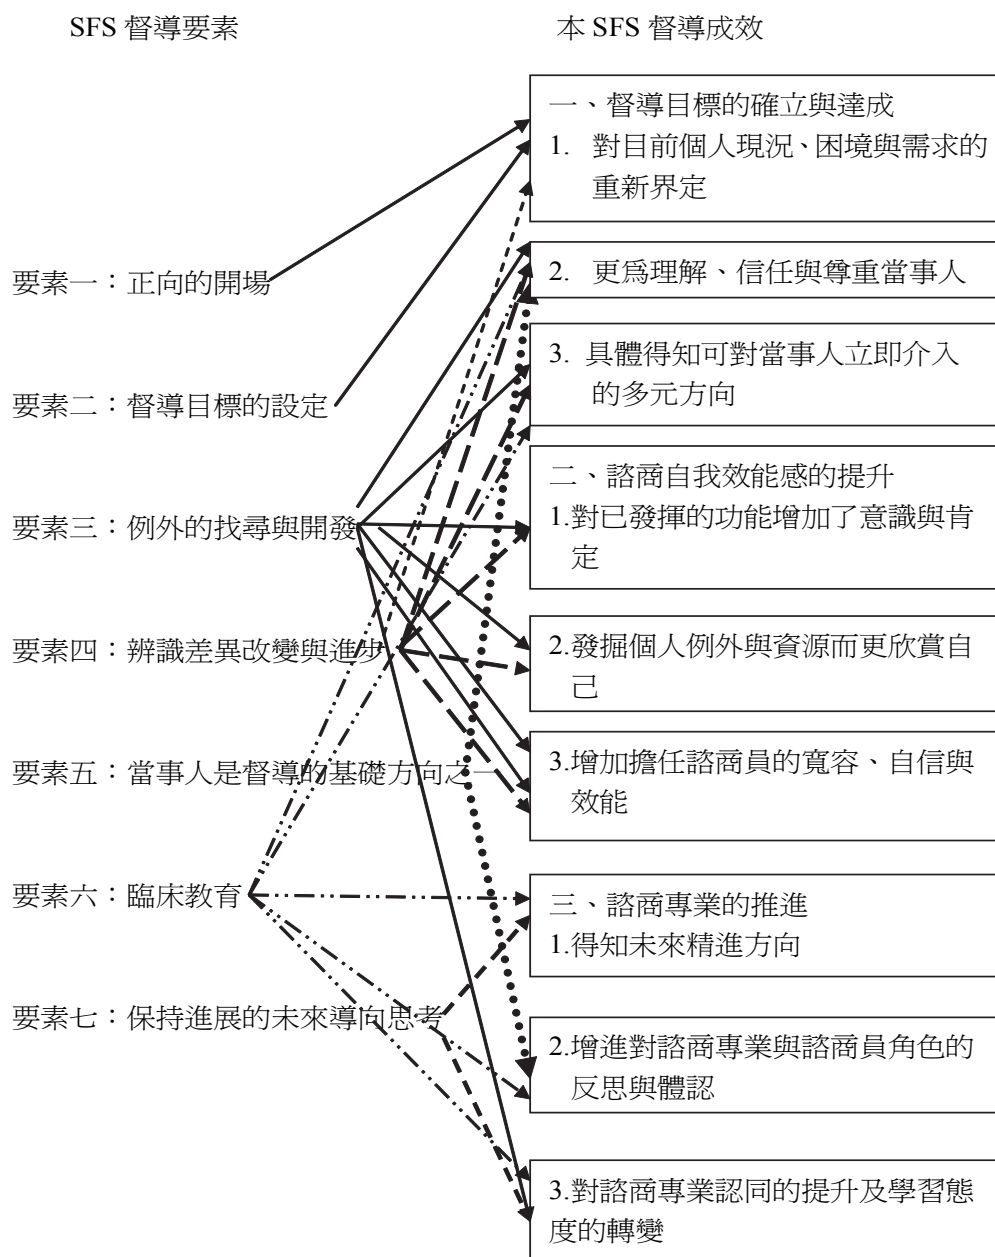 SFS 督導要素
本 SFS 督導成效
一、督導目標的確立與達成
1. 對目前個人現況、困境與需求的
重新界定
要素一：正向的開場
2. 更為理解、信任與尊重當事人
3. 具體得知可對當事人立即介入
的多元方向
要素二：督導目標的設定
二、諮商自我效能感的提升
1.對已發揮的功能增加了意識與肯
定
要素三：例外的找尋與開發
2.發掘個人例外與資源而更欣賞自
己
要素四：辨識差異改變與進步
3.增加擔任諮商員的寬容、自信與
效能
要素五：當事人是督導的基礎方向之一
要素六：臨床教育
三、諮商專業的推進
1.得知未來精進方向
要素七：保持進展的未來導向思考
2.增進對諮商專業與諮商員角色的
反思與體認
3.對諮商專業認同的提升及學習態
度的轉變